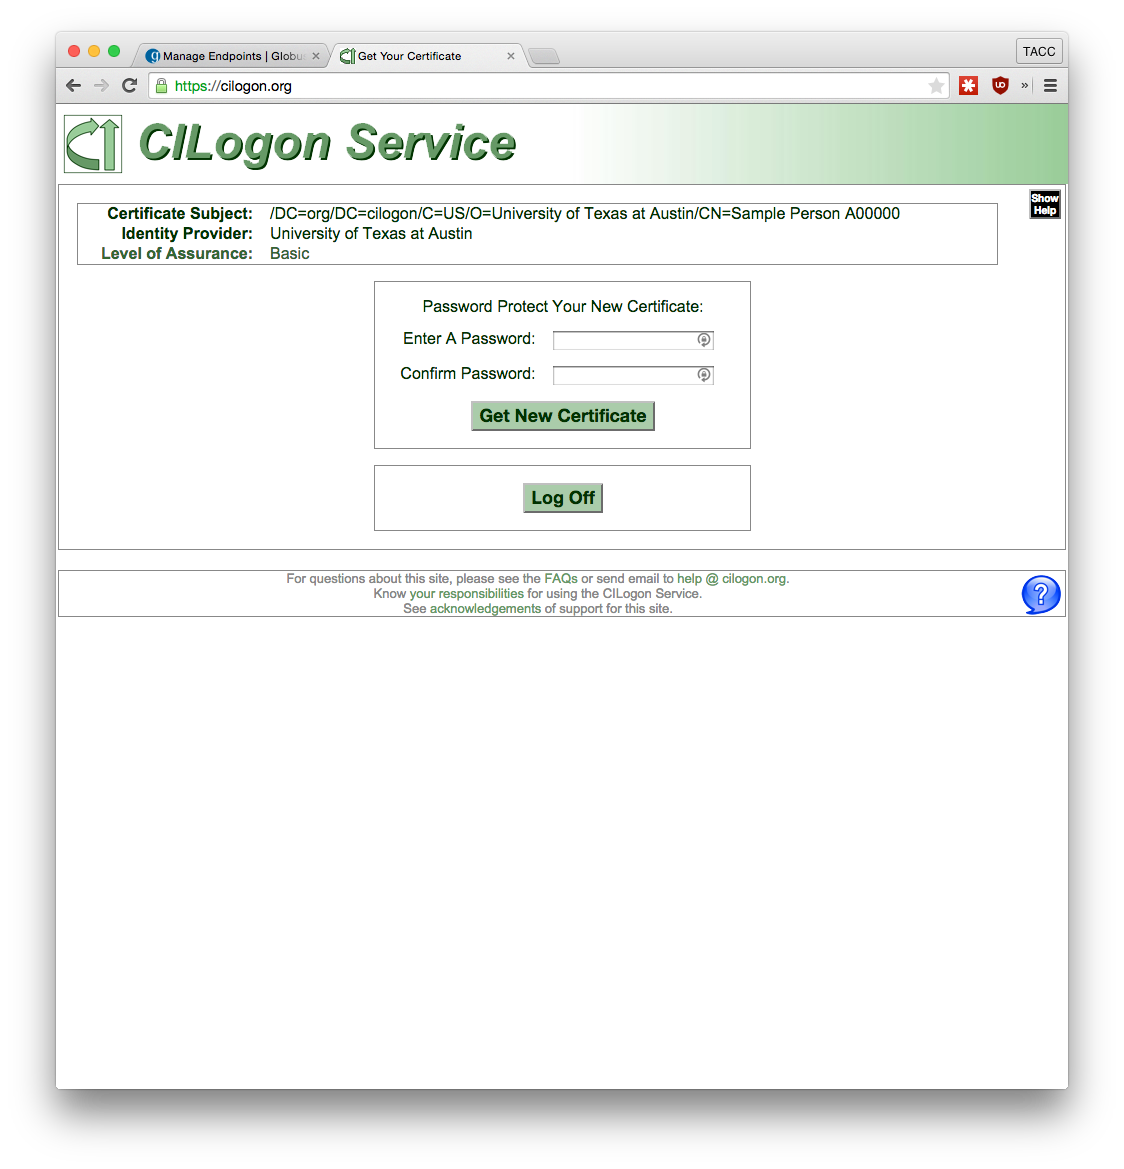 Manage Endpoints | Globus
Get Your Certificate
TACC
https://cilogon.org
CILogon Service
Show
Help
Certificate Subject: /DC=org/DC=cilogon/C=US/O=University of Texas at Austin/CN=Sample Person A00000
Identity Provider: University of Texas at Austin
Level of Assurance: Basic
Password Protect Your New Certificate:
Enter A Password:
Confirm Password:
Get New Certificate
Log Off
For questions about this site, please see the FAQs or send email to help @ cilogon.org.
Know your responsibilities for using the CILogon Service.
See acknowledgements of support for this site.
?